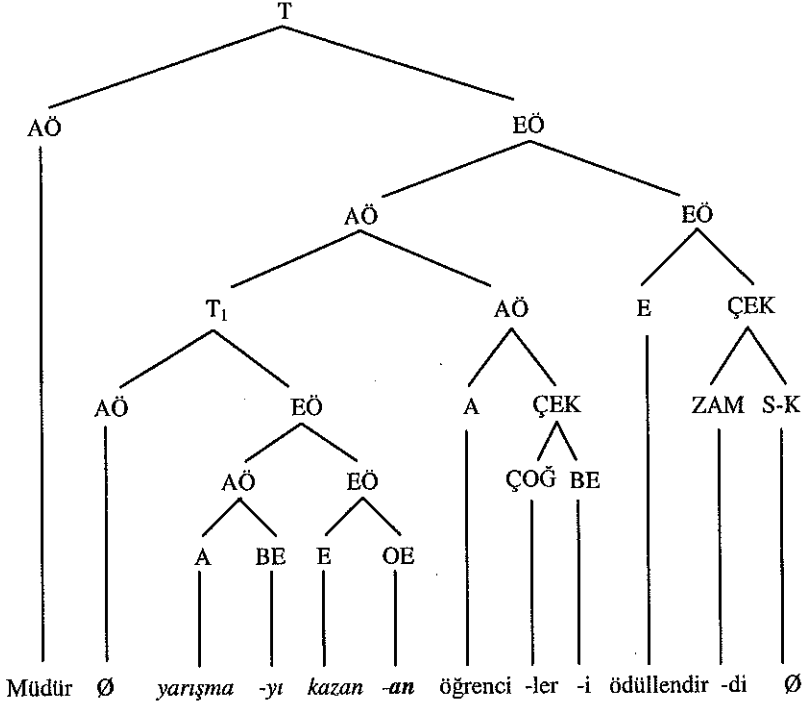 T
AÖ EÖ
AÖ EÖ
T₁ AÖ E ÇEK
AÖ EÖ A ÇEK ZAM S-K
AÖ EÖ ÇOĞ BE
A BE E OE
Müdür Ø yarışma -yı kazan -an öğrenci -ler -i ödüllendir -di Ø